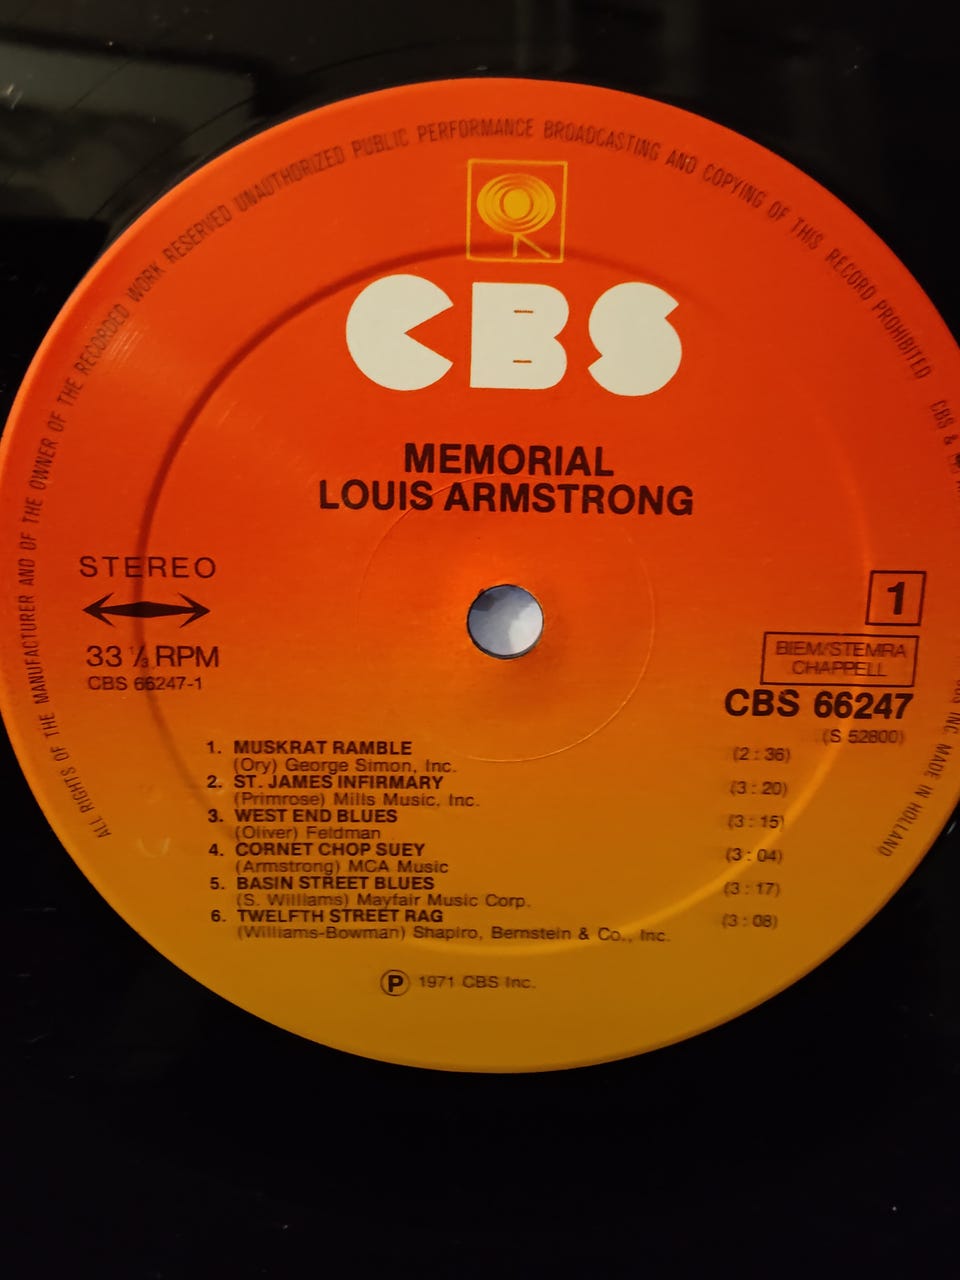 ALL RIGHTS OF THE MANUFACTURER AND OF THE OWNER OF THE RECORDED WORK RESERVED UNAUTHORIZED PUBLIC PERFORMANCE BROADCASTING AND COPYING OF THIS RECORD PROHIBITED CBS &
INC. MADE IN HOLLAND
CBS
MEMORIAL
LOUIS ARMSTRONG
STEREO
33 ⅓ RPM
CBS 66247-1
1
BIEM/STEMRA
CHAPPELL
CBS 66247
(S 52800)
1. MUSKRAT RAMBLE (2 : 36)
(Ory) George Simon, Inc.
2. ST. JAMES INFIRMARY (3 : 20)
(Primrose) Mills Music, Inc.
3. WEST END BLUES (3 : 15)
(Oliver) Feldman
4. CORNET CHOP SUEY (3 : 04)
(Armstrong) MCA Music
5. BASIN STREET BLUES (3 : 17)
(S. Williams) Mayfair Music Corp.
6. TWELFTH STREET RAG (3 : 08)
(Williams-Bowman) Shapiro, Bernstein & Co., Inc.
Ⓟ 1971 CBS Inc.